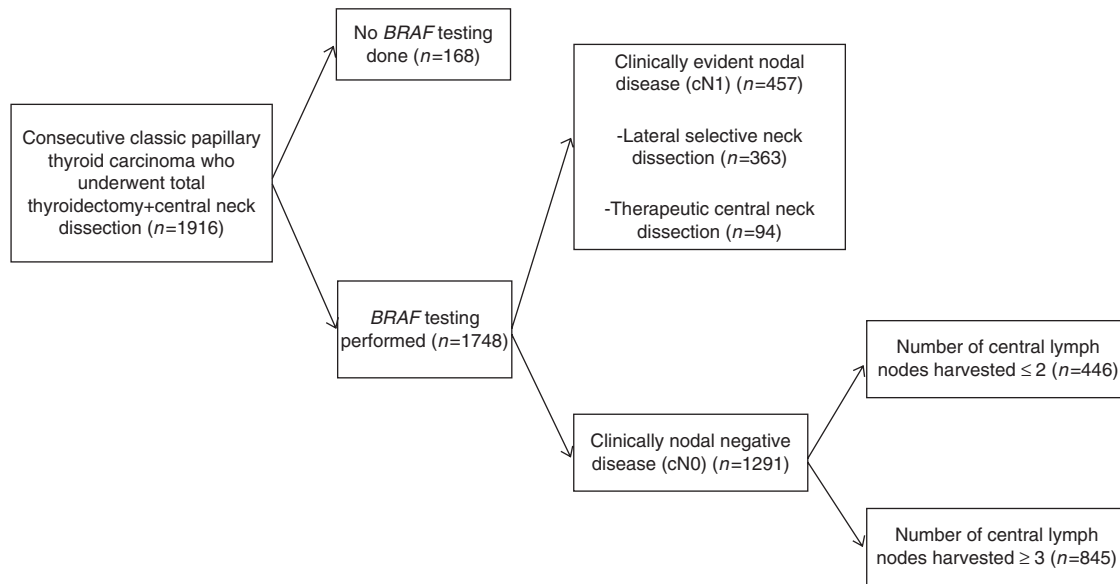 No BRAF testing
done (n=168)
Consecutive classic papillary
thyroid carcinoma who
underwent total
thyroidectomy+central neck
dissection (n=1916)
Clinically evident nodal
disease (cN1) (n=457)
-Lateral selective neck
dissection (n=363)
-Therapeutic central neck
dissection (n=94)
BRAF testing
performed (n=1748)
Number of central lymph
nodes harvested ≤ 2 (n=446)
Clinically nodal negative
disease (cN0) (n=1291)
Number of central lymph
nodes harvested ≥ 3 (n=845)